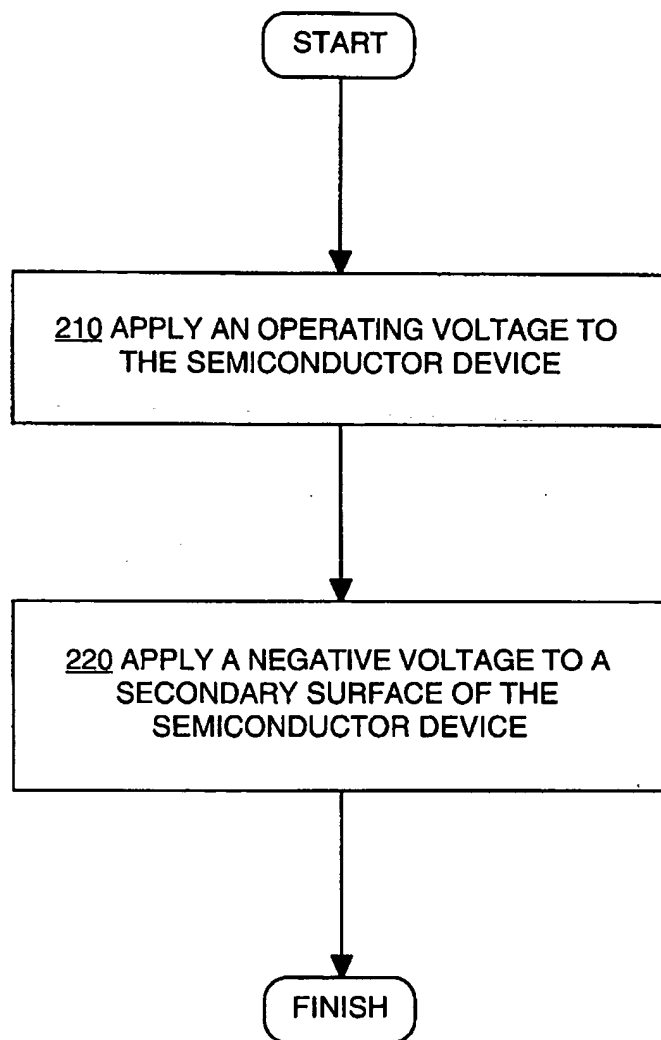 START
210 APPLY AN OPERATING VOLTAGE TO
THE SEMICONDUCTOR DEVICE
220 APPLY A NEGATIVE VOLTAGE TO A
SECONDARY SURFACE OF THE
SEMICONDUCTOR DEVICE
FINISH